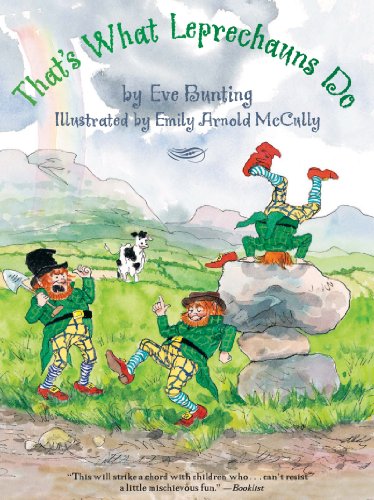 That's What Leprechauns Do
by Eve Bunting
Illustrated by Emily Arnold McCully
"This will strike a chord with children who . . . can't resist
a little mischievous fun." —Booklist